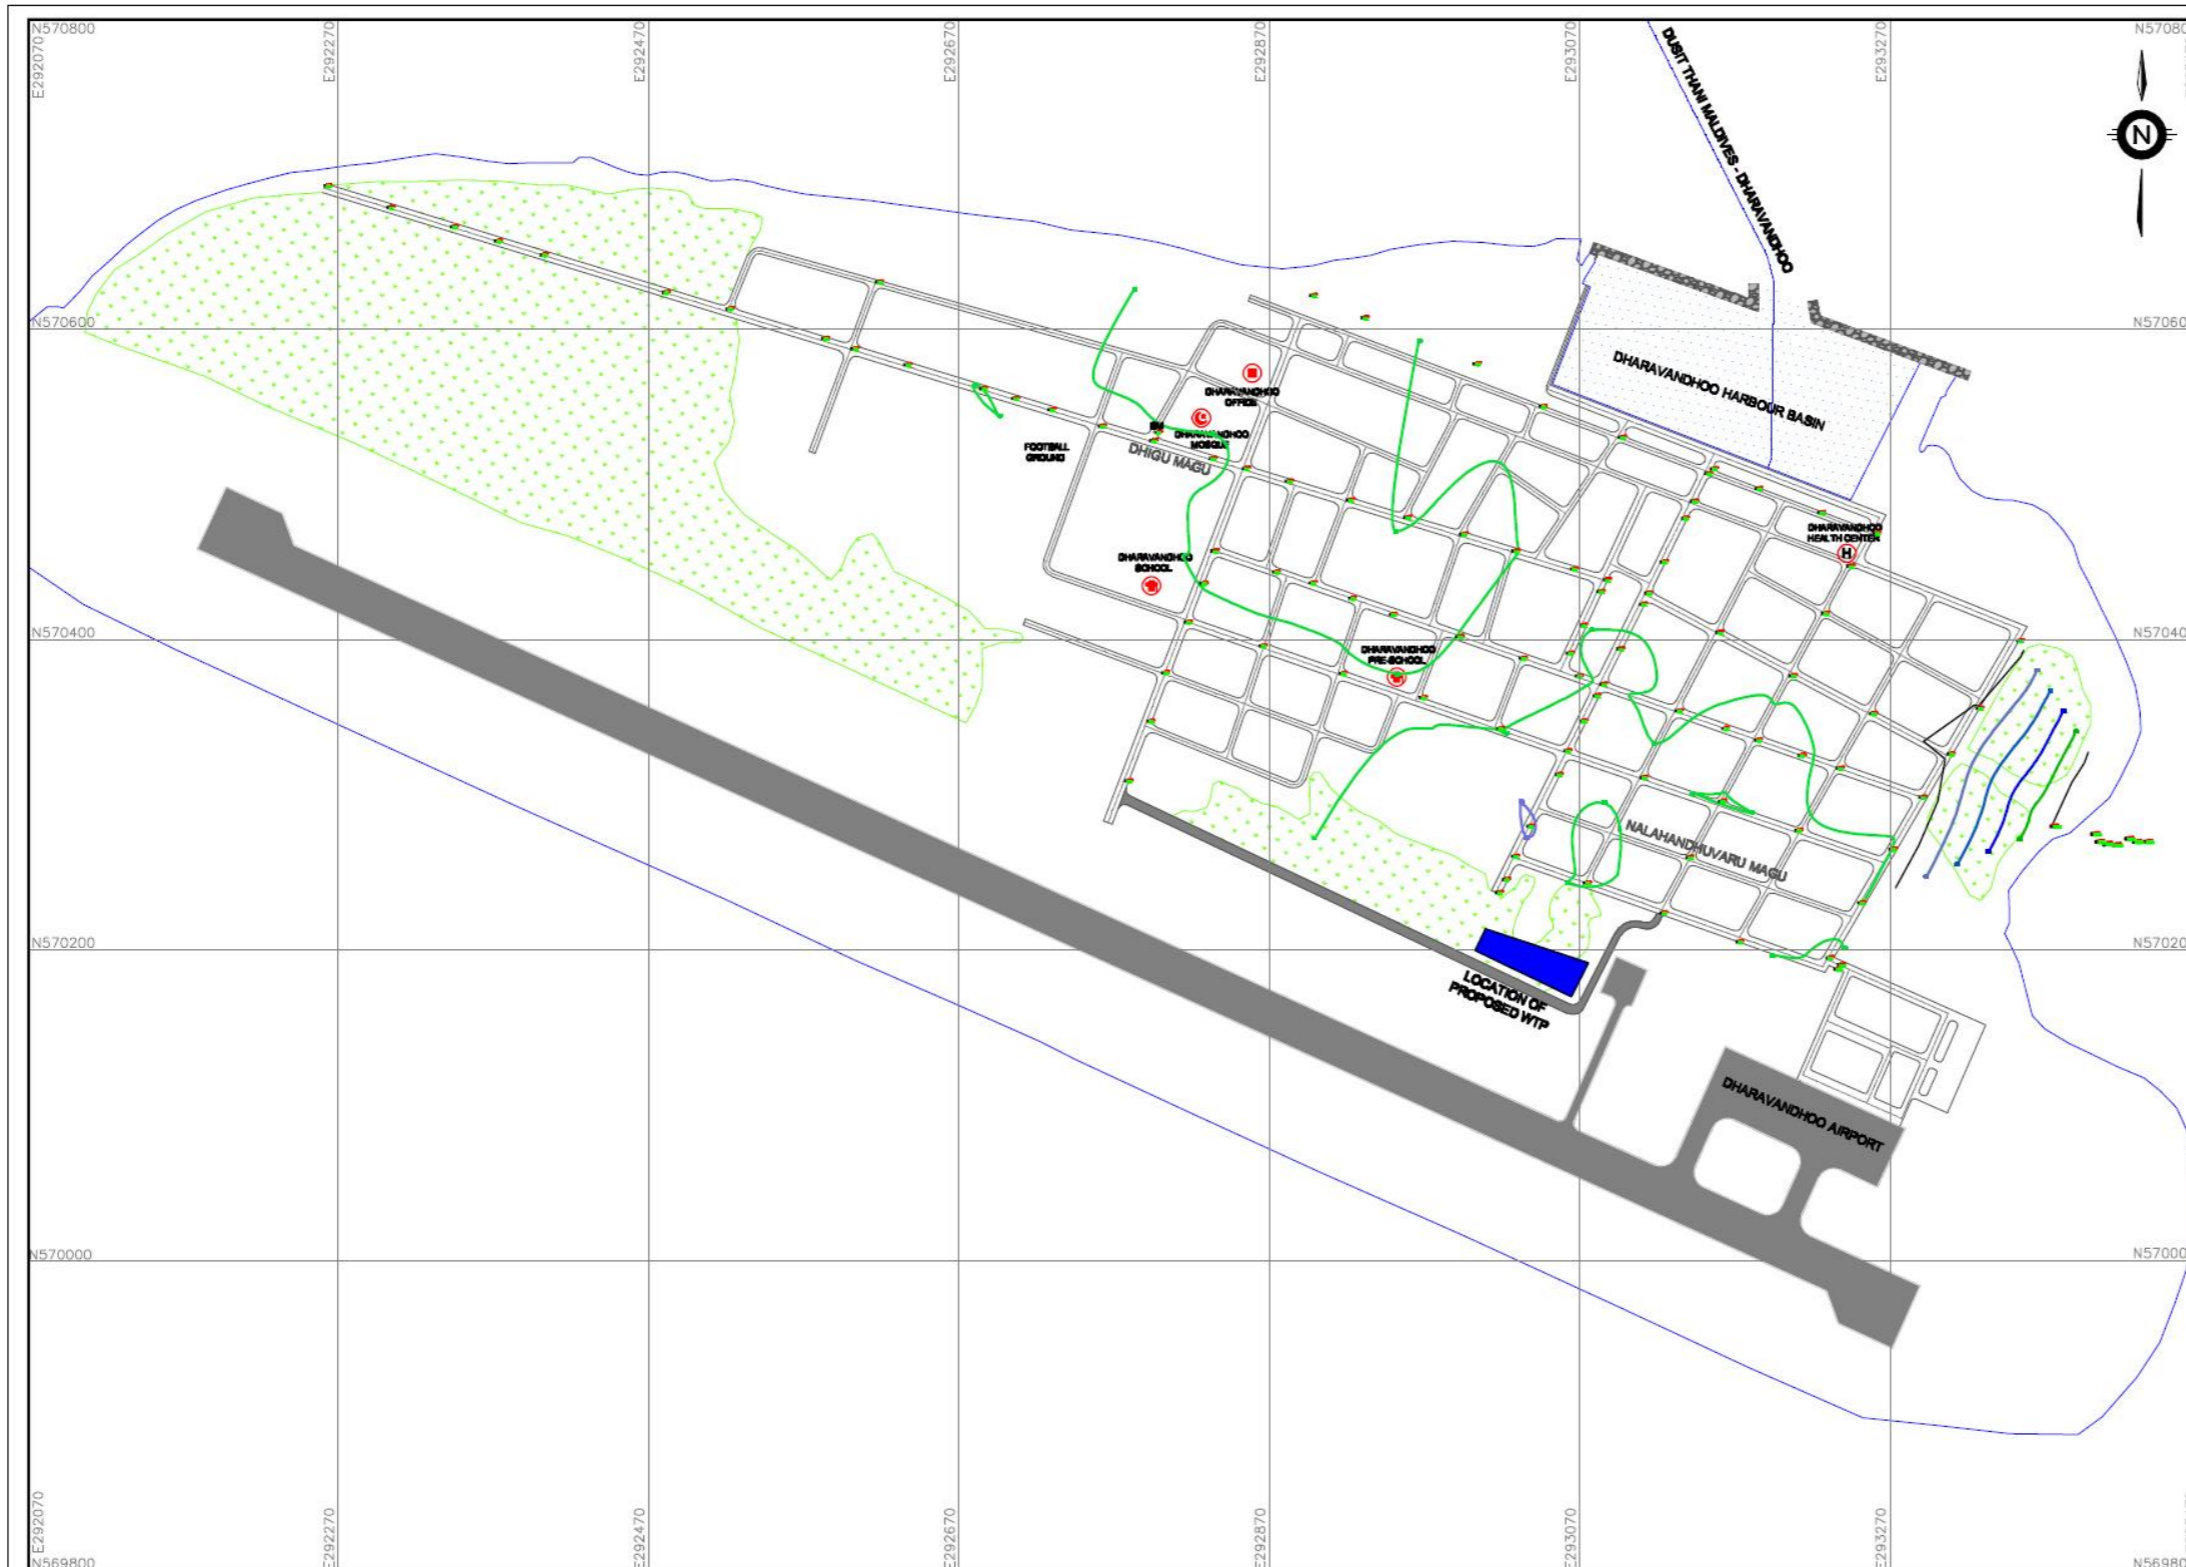 N570800
N57080
E292070
E292270
E292470
E292670
E292870
E293070
E293270
N
DUSIT THANI MALDIVES - DHARAVANDHOO
N570600
N57060
DHARAVANDHOO HARBOUR BASIN
DHARAVANDHOO
OFFICE
DHARAVANDHOO
MOSQUE
FOOTBALL
GROUND
DHIGU MAGU
DHARAVANDHOO
HEALTH CENTER
H
DHARAVANDHOO
SCHOOL
N570400
N57040
DHARAVANDHOO
PRE-SCHOOL
NALAHANDHUVARU MAGU
N570200
N57020
LOCATION OF
PROPOSED WTP
DHARAVANDHOO AIRPORT
N570000
N57000
E292070
E292270
E292470
E292670
E292870
E293070
E293270
N569800
N56980